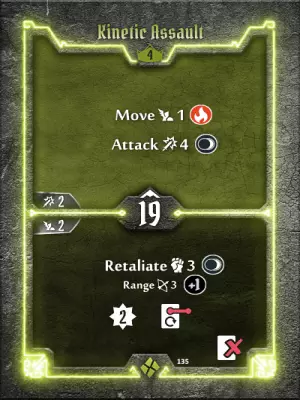 Kinetic Assault
4
Move 1
Attack 4
2
19
2
Retaliate 3
Range 3 +1
2
135